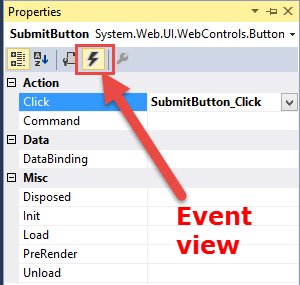 Properties
SubmitButton System.Web.UI.WebControls.Button
Action
Click SubmitButton_Click
Command
Data
DataBinding
Misc
Disposed
Init
Load
PreRender
Unload
Event
view